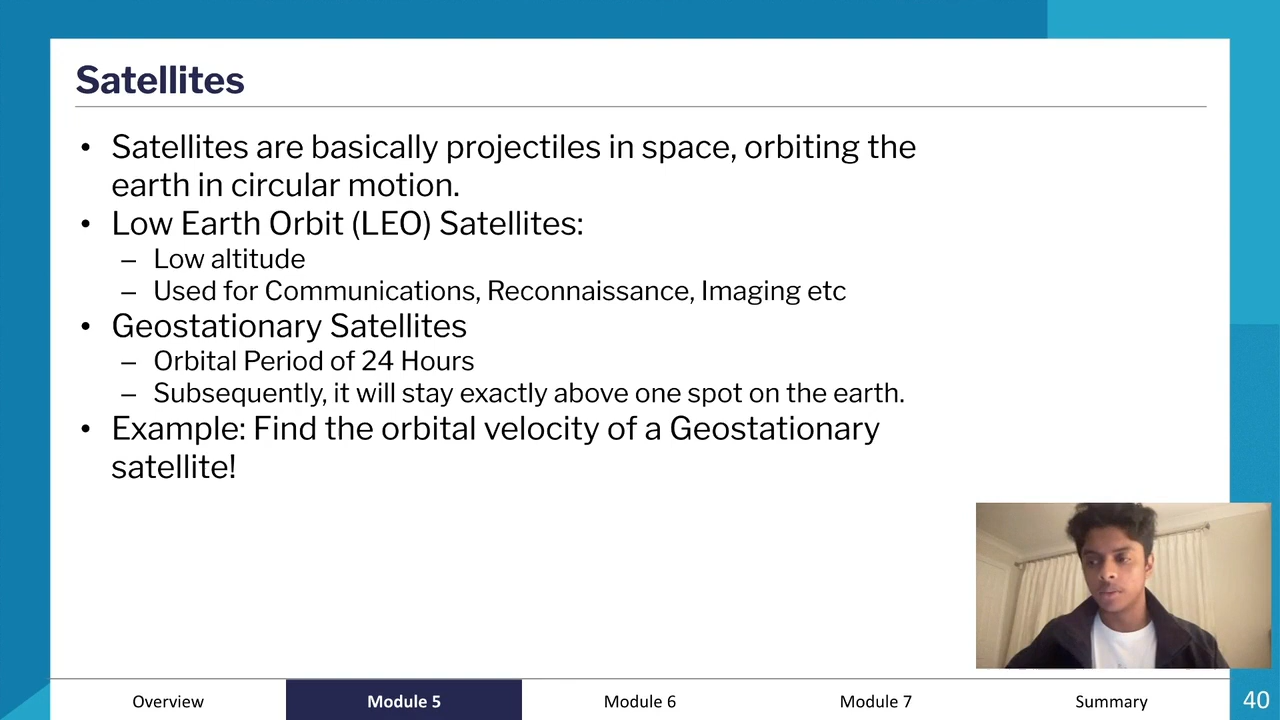 Satellites
• Satellites are basically projectiles in space, orbiting the
earth in circular motion.
• Low Earth Orbit (LEO) Satellites:
– Low altitude
– Used for Communications, Reconnaissance, Imaging etc
• Geostationary Satellites
– Orbital Period of 24 Hours
– Subsequently, it will stay exactly above one spot on the earth.
• Example: Find the orbital velocity of a Geostationary
satellite!
Overview Module 5 Module 6 Module 7 Summary 40